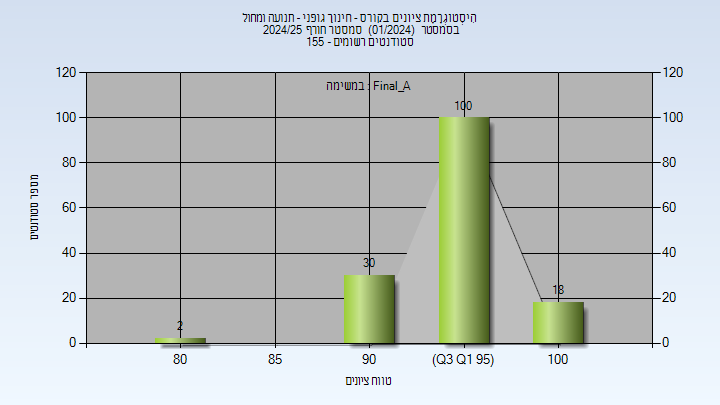 היסטוגרמת ציונים בקורס - חינוך גופני - תנועה ומחול
בסמסטר (01/2024) סמסטר חורף 2024/25
סטודנטים רשומים - 155
במשימה : Final_A
120 120
100 100
80 80
60 60
40 40
20 20
0 0
2
30
100
18
מספר סטודנטים
80 85 90 (Q3 Q1 95) 100
טווח ציונים